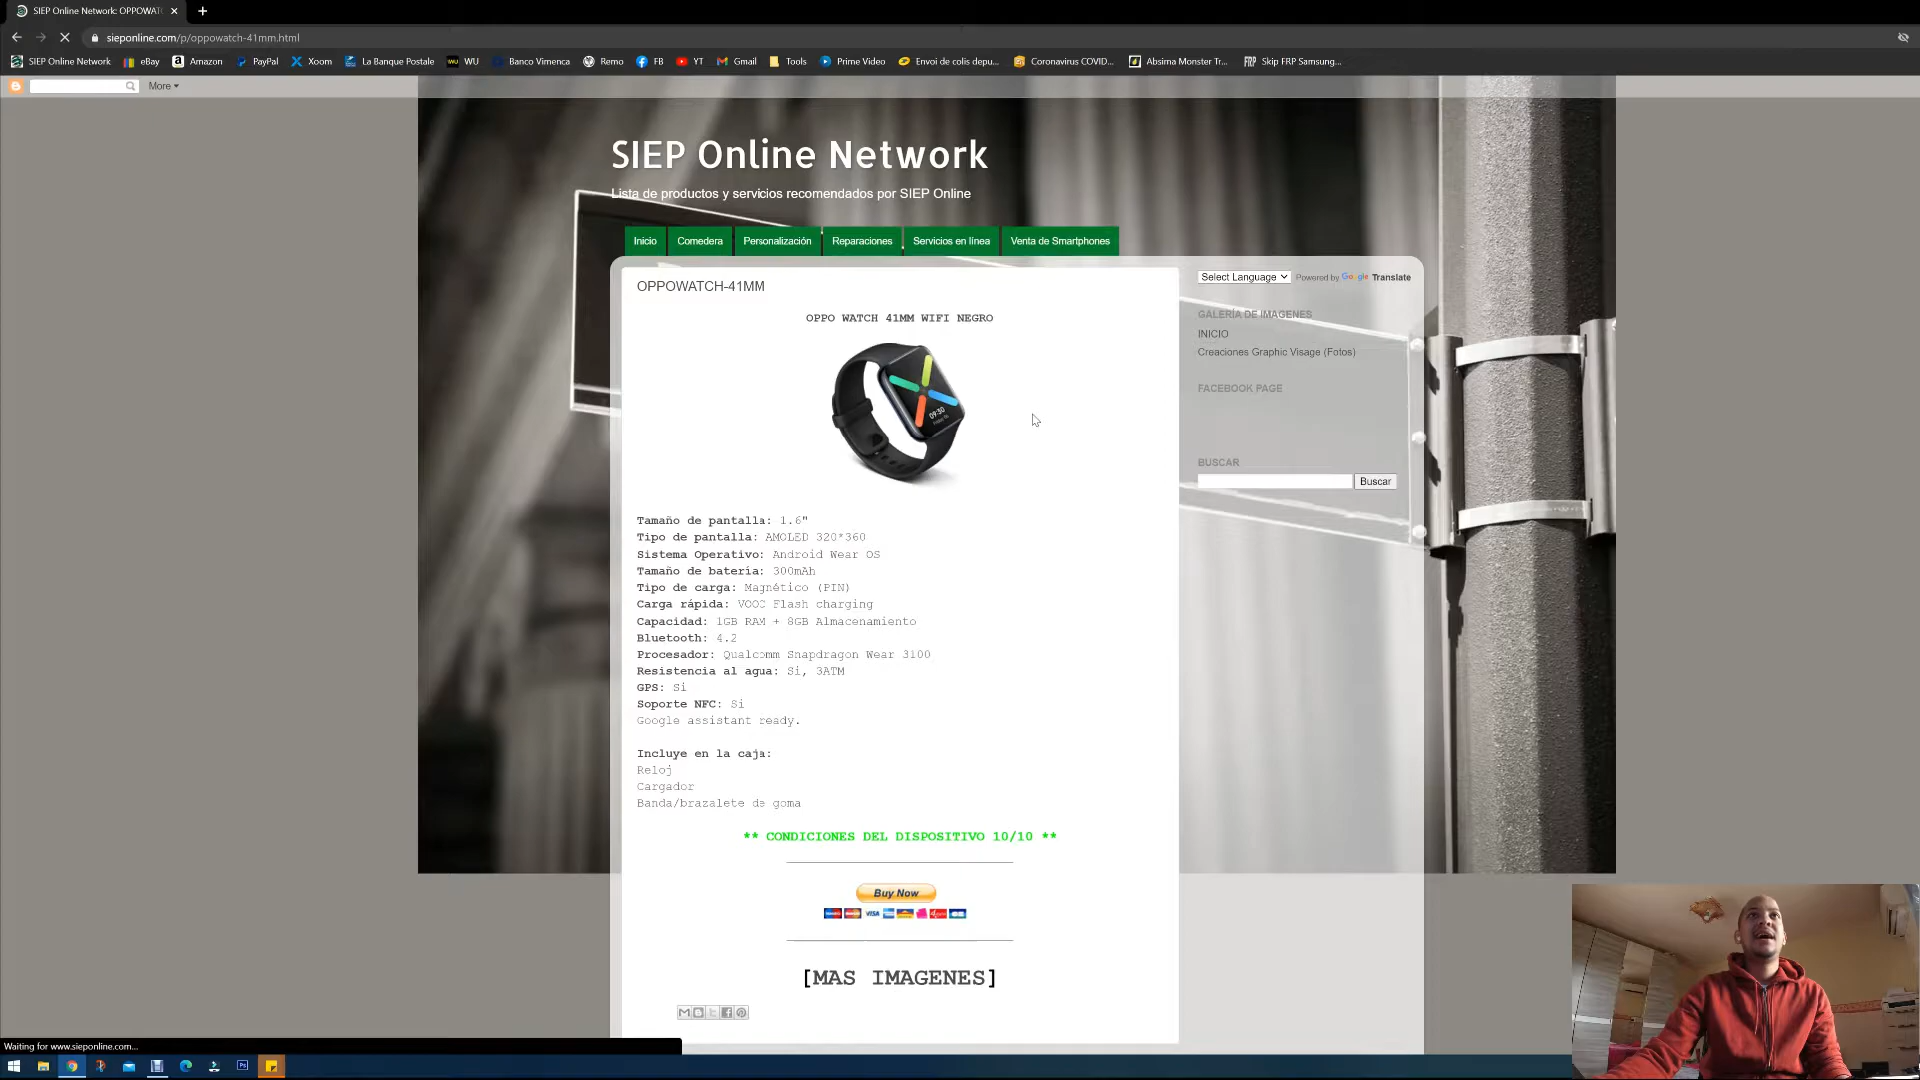 SIEP Online Network: OPPOWAT
sieponline.com/p/oppowatch-41mm.html
SIEP Online Network eBay Amazon PayPal Xoom La Banque Postale WU Banco Vimenca Remo FB YT Gmail Tools Prime Video Envoi de colis depu... Coronavirus COVID... Absima Monster Tr... Skip FRP Samsung...
More
SIEP Online Network
Lista de productos y servicios recomendados por SIEP Online
Inicio Comedera Personalización Reparaciones Servicios en línea Venta de Smartphones
OPPOWATCH-41MM
OPPO WATCH 41MM WIFI NEGRO
09:30
Tamaño de pantalla: 1.6"
Tipo de pantalla: AMOLED 320*360
Sistema Operativo: Android Wear OS
Tamaño de batería: 300mAh
Tipo de carga: Magnético (PIN)
Carga rápida: VOOC Flash charging
Capacidad: 1GB RAM + 8GB Almacenamiento
Bluetooth: 4.2
Procesador: Qualcomm Snapdragon Wear 3100
Resistencia al agua: Si, 3ATM
GPS: Si
Soporte NFC: Si
Google assistant ready.
Incluye en la caja:
Reloj
Cargador
Banda/brazalete de goma
** CONDICIONES DEL DISPOSITIVO 10/10 **
Buy Now
VISA
[MAS IMAGENES]
Select Language Powered by Google Translate
GALERÍA DE IMAGENES
INICIO
Creaciones Graphic Visage (Fotos)
FACEBOOK PAGE
BUSCAR
Buscar
Waiting for www.sieponline.com...